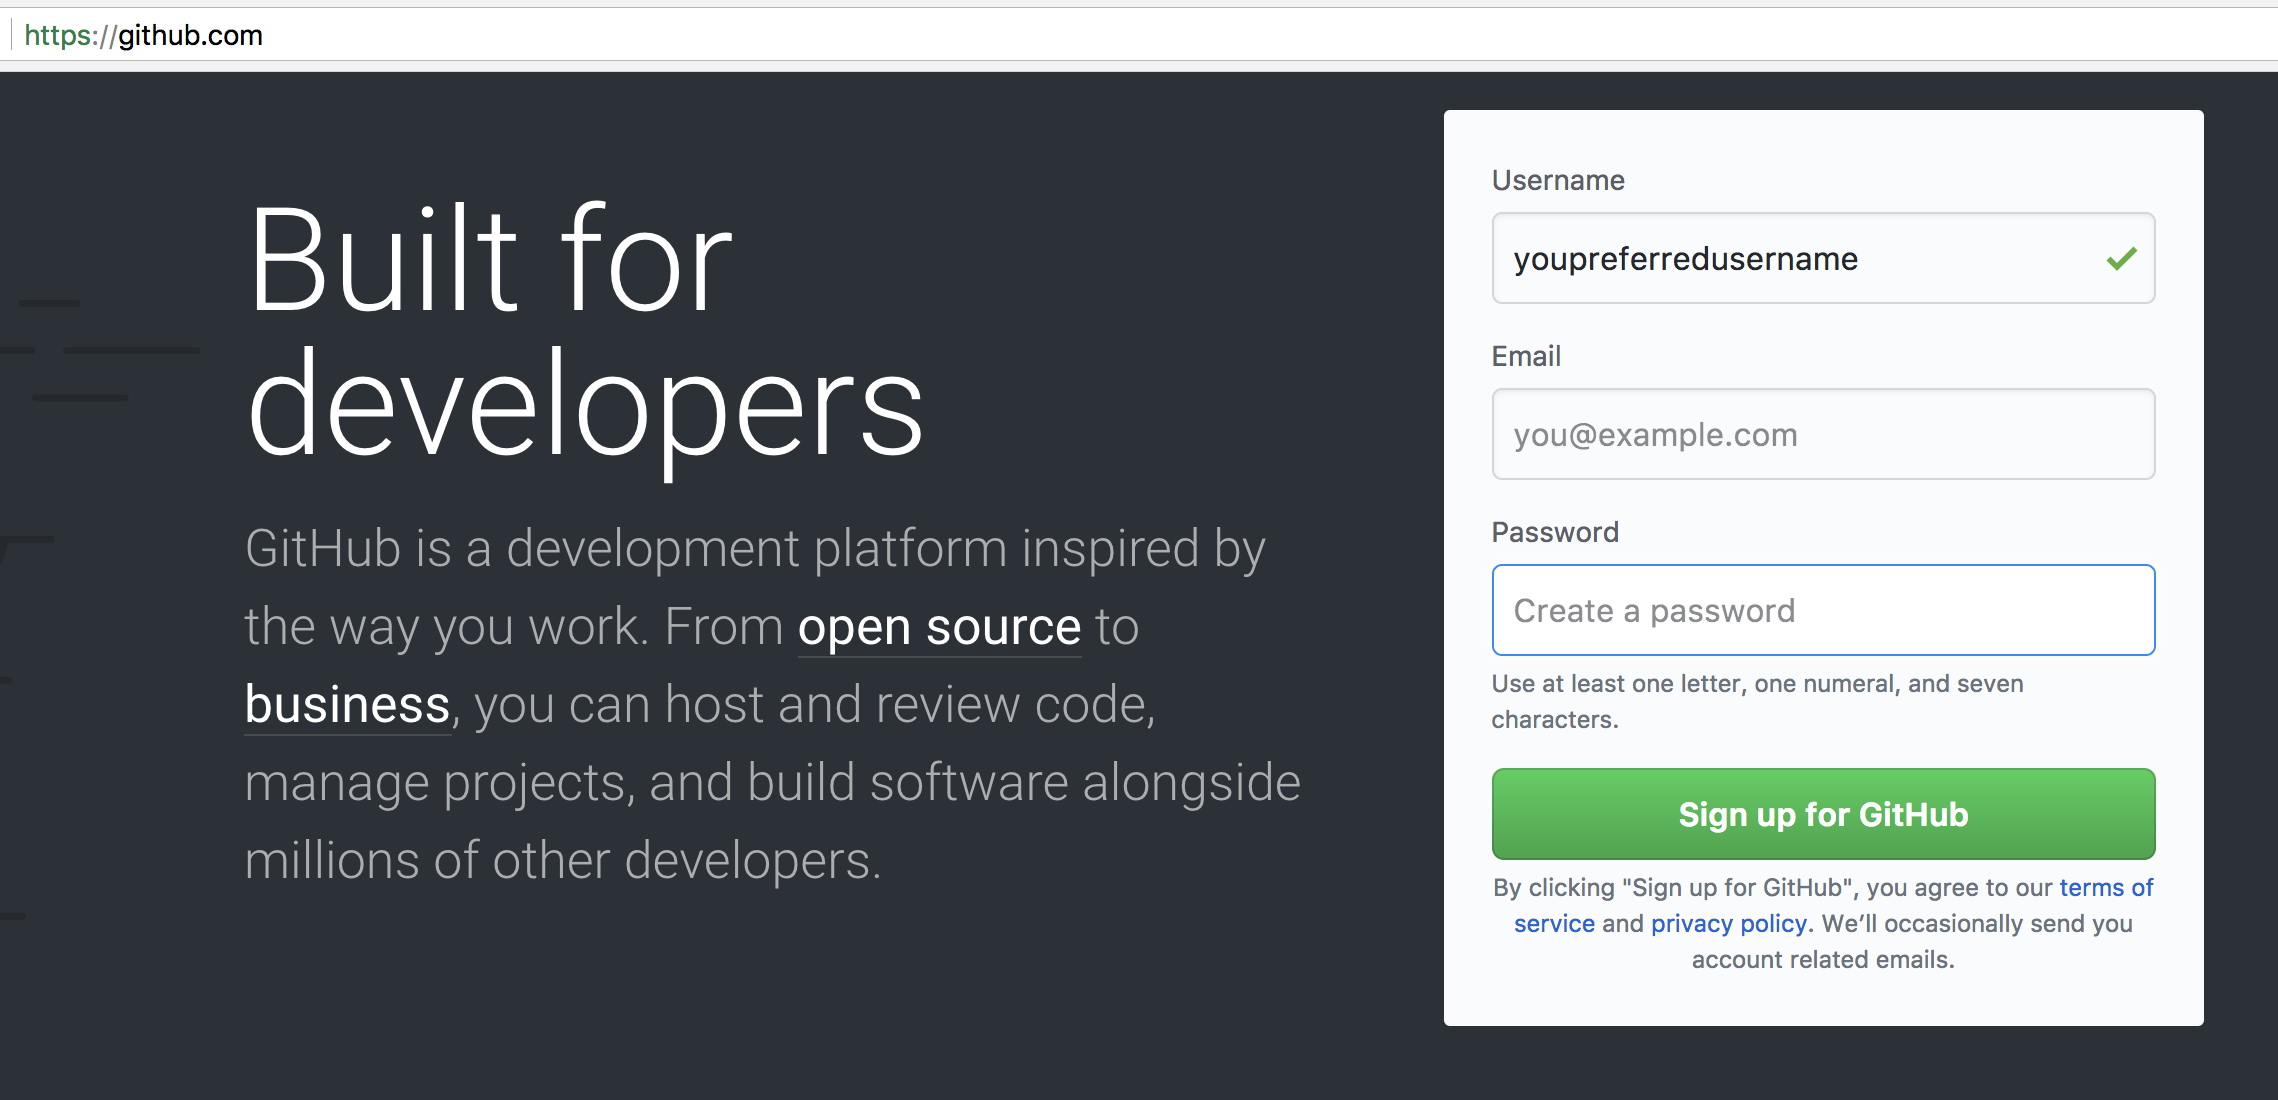 https://github.com
Built for
developers
GitHub is a development platform inspired by
the way you work. From open source to
business, you can host and review code,
manage projects, and build software alongside
millions of other developers.
Username
youpreferredusername
Email
you@example.com
Password
Create a password
Use at least one letter, one numeral, and seven
characters.
Sign up for GitHub
By clicking "Sign up for GitHub", you agree to our terms of
service and privacy policy. We’ll occasionally send you
account related emails.